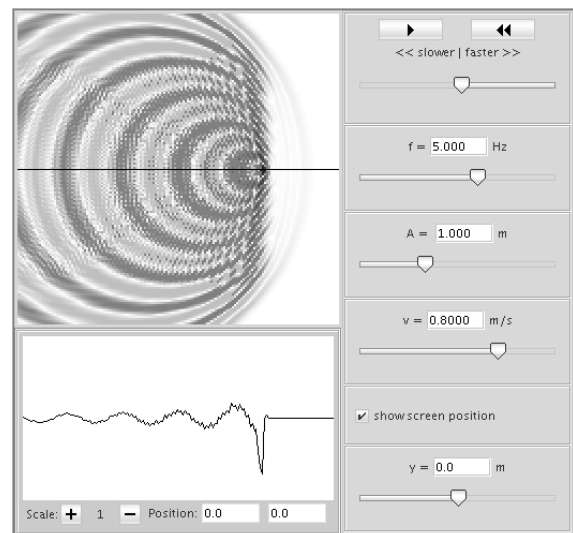 << slower | faster >>
f = 5.000 Hz
A = 1.000 m
v = 0.8000 m/s
show screen position
y = 0.0 m
Scale: + 1 − Position: 0.0 0.0